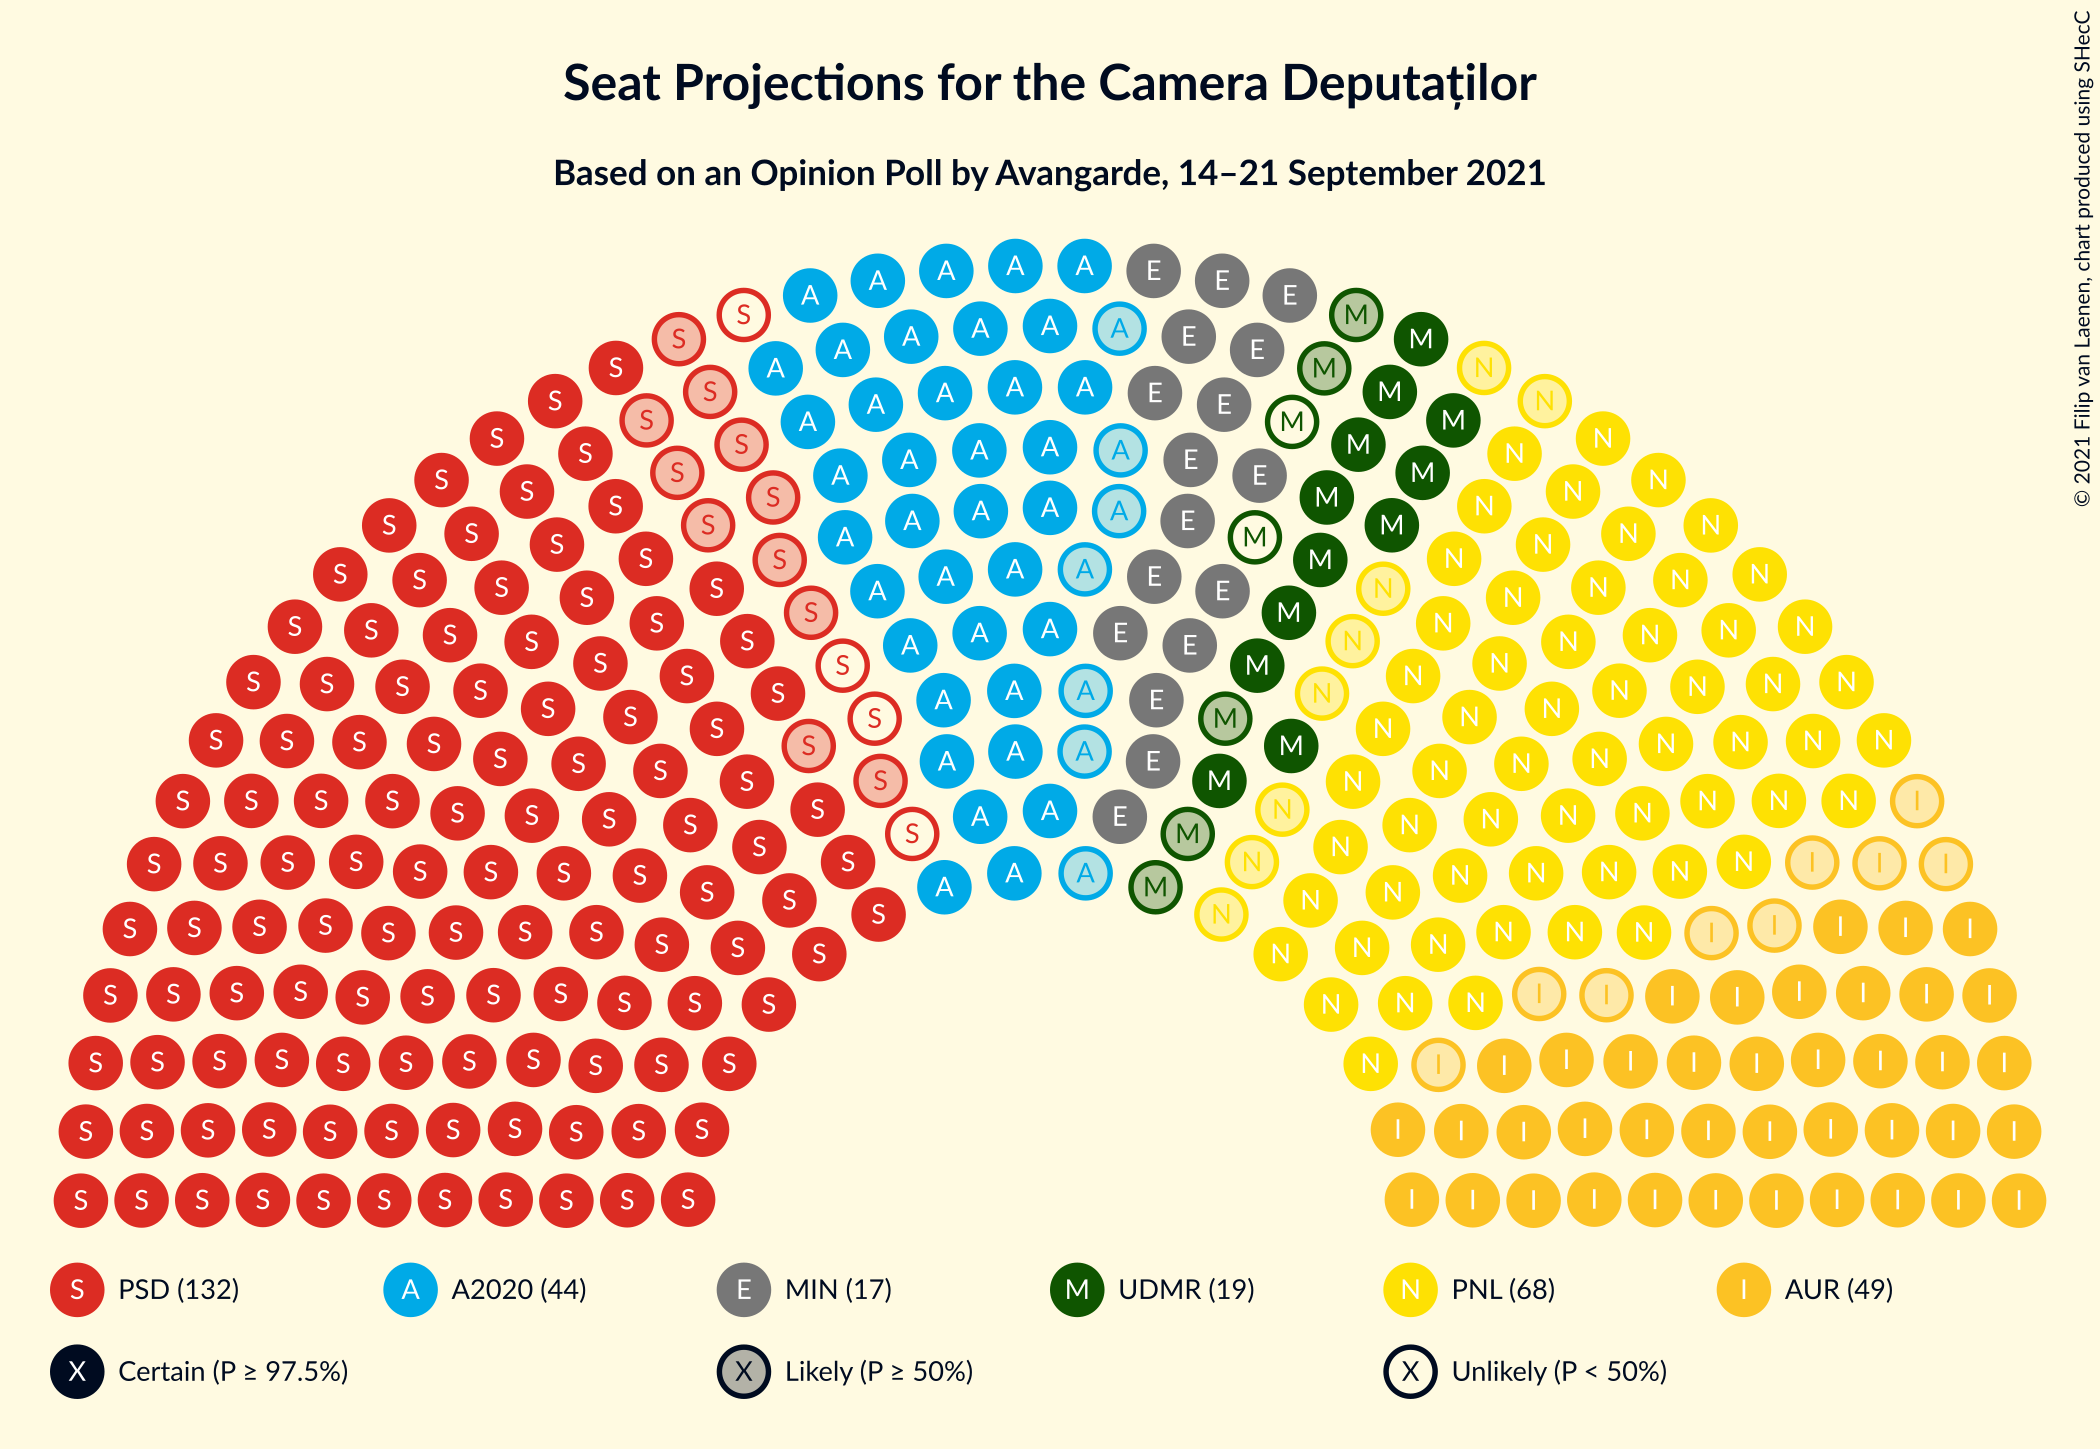 Seat Projections for the Camera Deputaților
Based on an Opinion Poll by Avangarde, 14–21 September 2021
© 2021 Filip van Laenen, chart produced using SHecC
S PSD (132) A A2020 (44) E MIN (17) M UDMR (19) N PNL (68) I AUR (49)
X Certain (P ≥ 97.5%) X Likely (P ≥ 50%) X Unlikely (P < 50%)